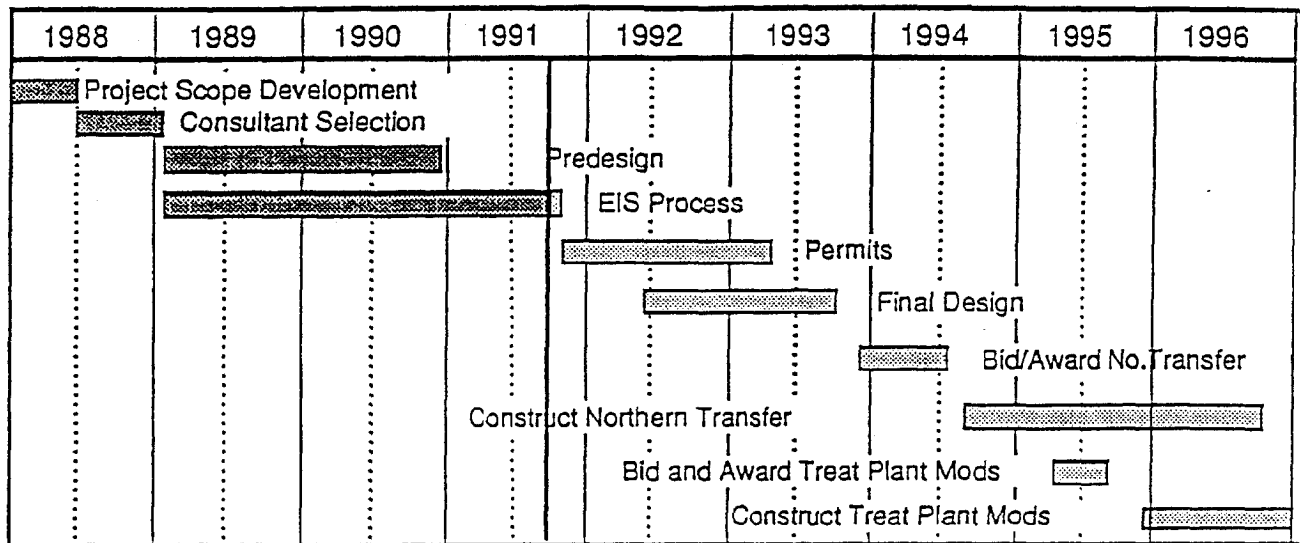 1988 1989 1990 1991 1992 1993 1994 1995 1996
Project Scope Development
Consultant Selection
Predesign
EIS Process
Permits
Final Design
Bid/Award No.Transfer
Construct Northern Transfer
Bid and Award Treat Plant Mods
Construct Treat Plant Mods